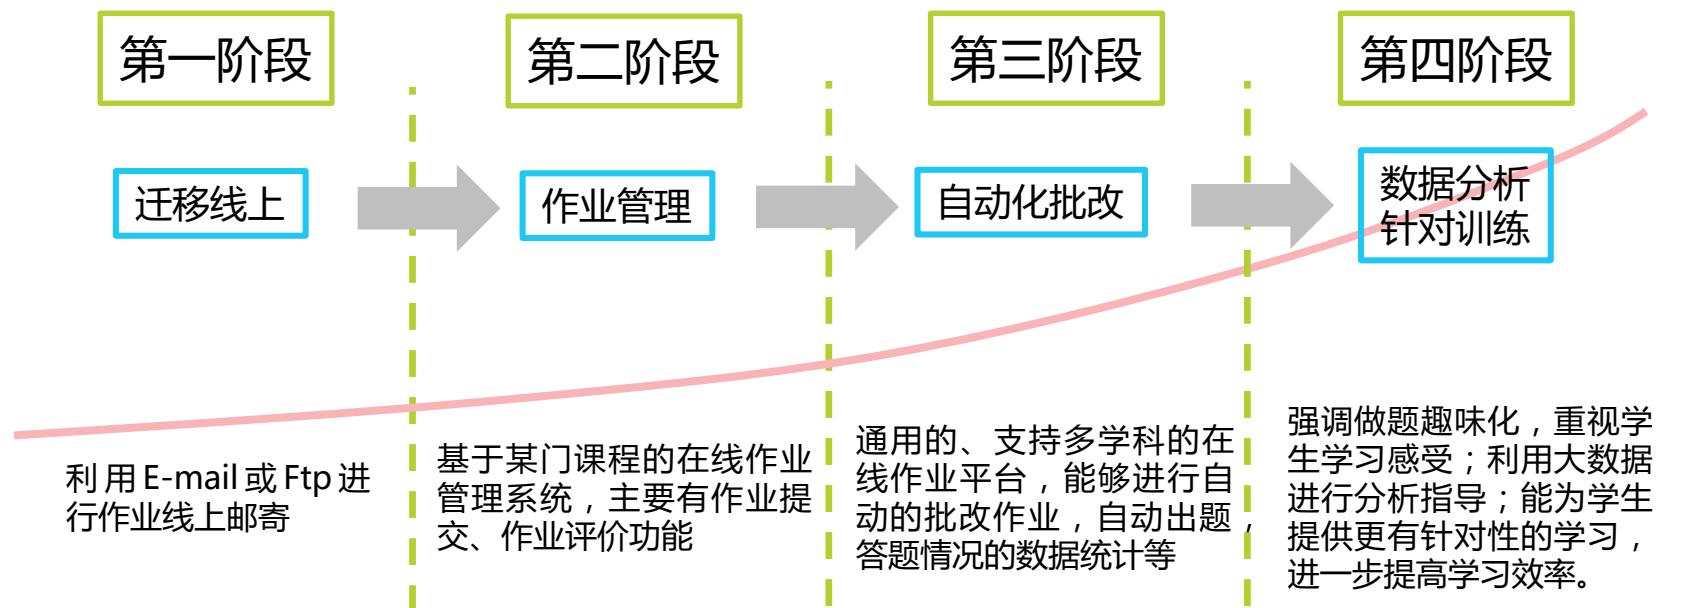 第一阶段
第二阶段
第三阶段
第四阶段
迁移线上
作业管理
自动化批改
数据分析
针对训练
利用E-mail或Ftp进
行作业线上邮寄
基于某门课程的在线作业
管理系统，主要有作业提
交、作业评价功能
通用的、支持多学科的在
线作业平台，能够进行自
动的批改作业，自动出题，
答题情况的数据统计等
强调做题趣味化，重视学
生学习感受；利用大数据
进行分析指导；能为学生
提供更有针对性的学习，
进一步提高学习效率。